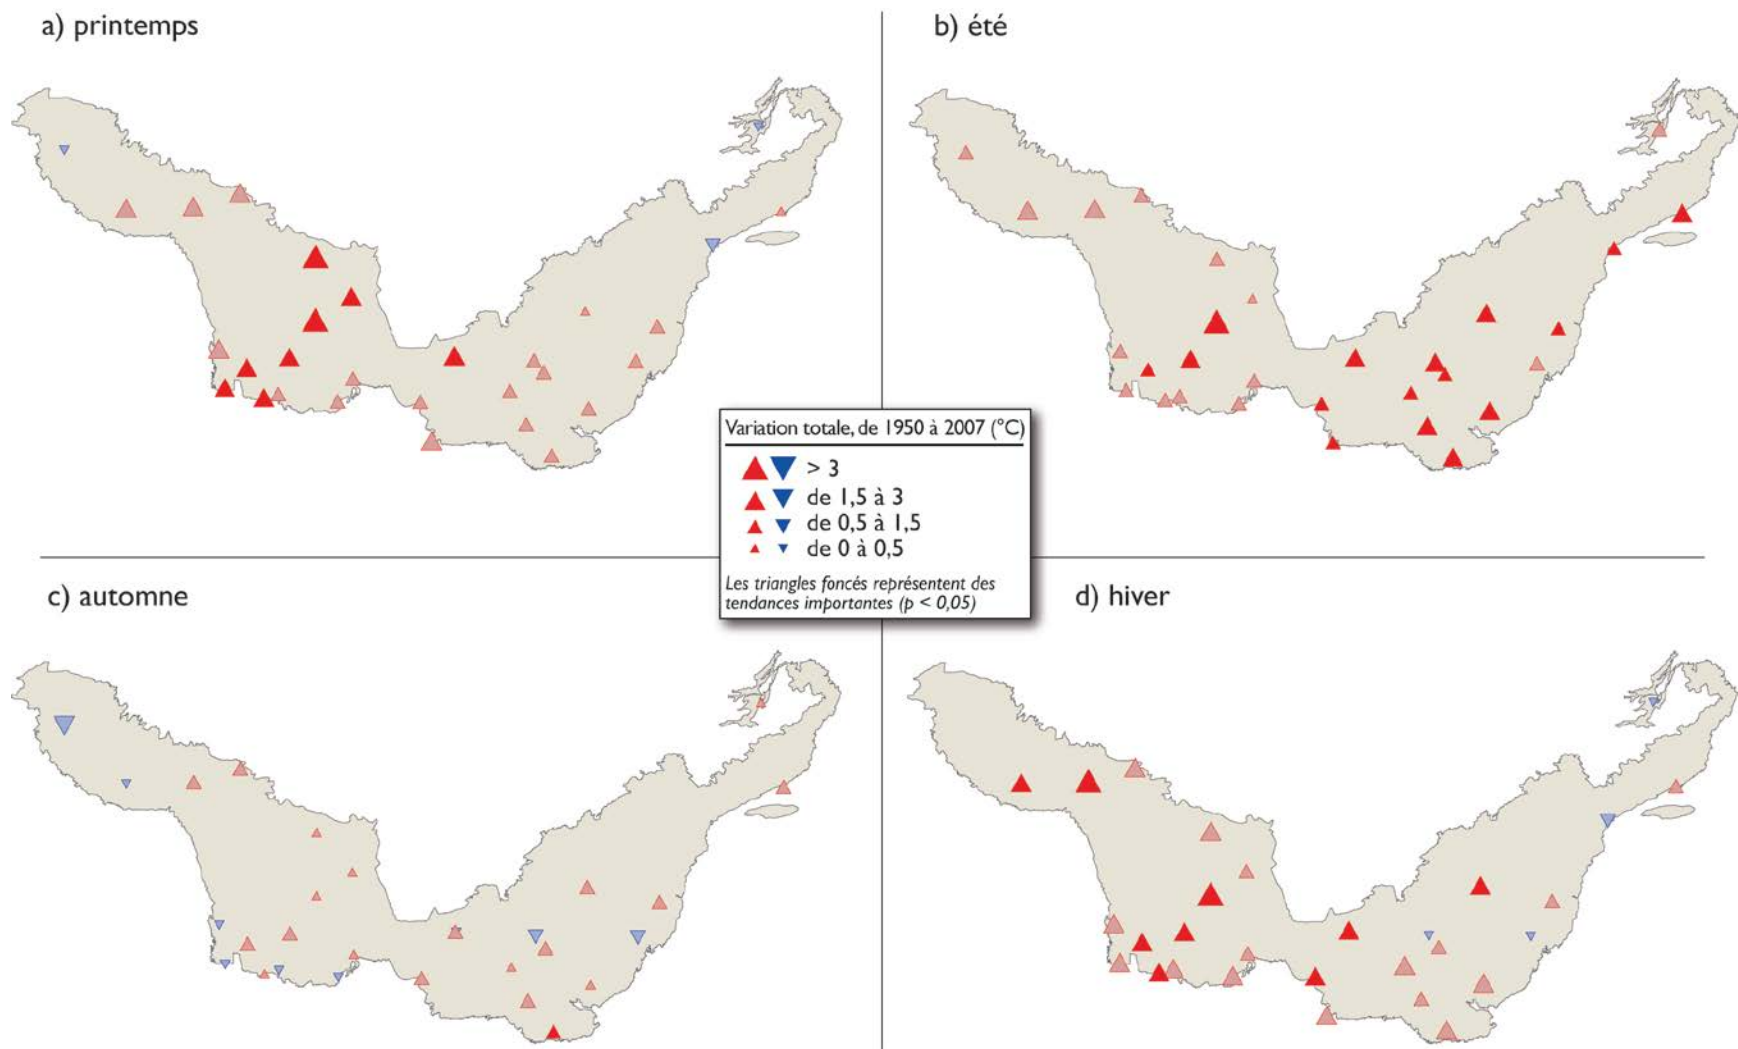 a) printemps
b) été
Variation totale, de 1950 à 2007 (°C)
> 3
de 1,5 à 3
de 0,5 à 1,5
de 0 à 0,5
Les triangles foncés représentent des
tendances importantes (p < 0,05)
c) automne
d) hiver